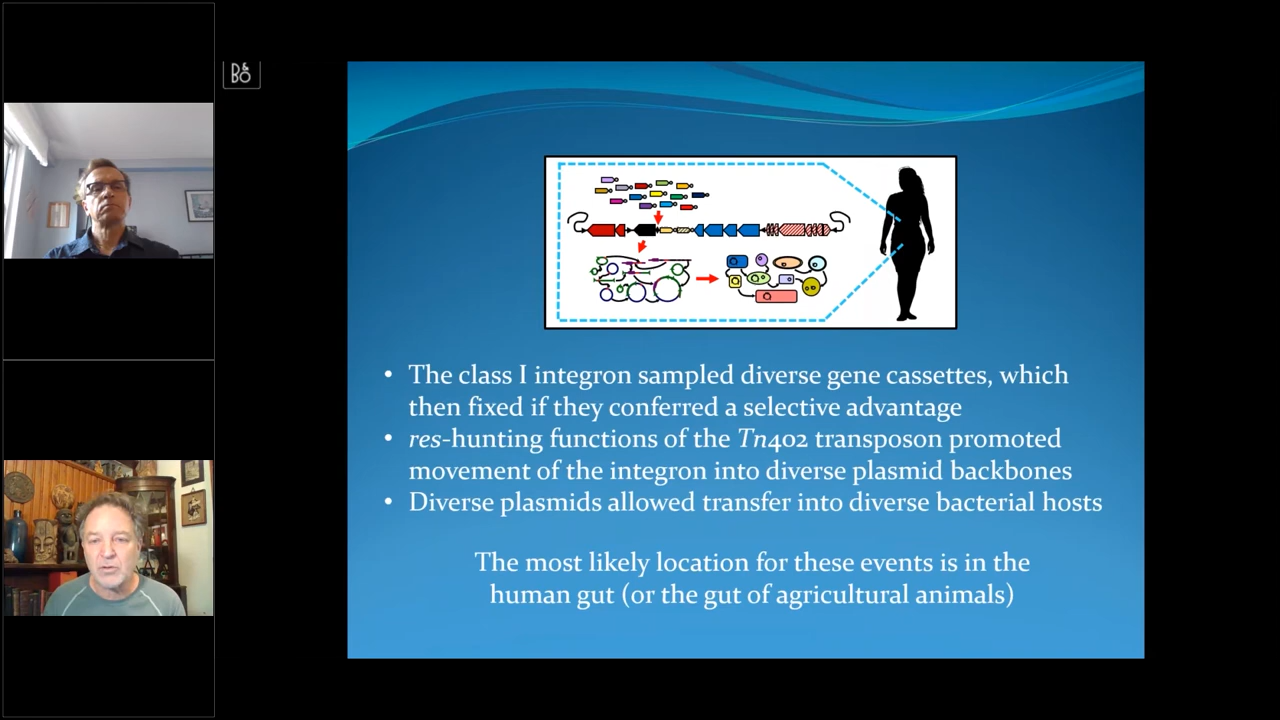 B&O
The class I integron sampled diverse gene cassettes, which
then fixed if they conferred a selective advantage
res-hunting functions of the Tn402 transposon promoted
movement of the integron into diverse plasmid backbones
Diverse plasmids allowed transfer into diverse bacterial hosts
The most likely location for these events is in the
human gut (or the gut of agricultural animals)